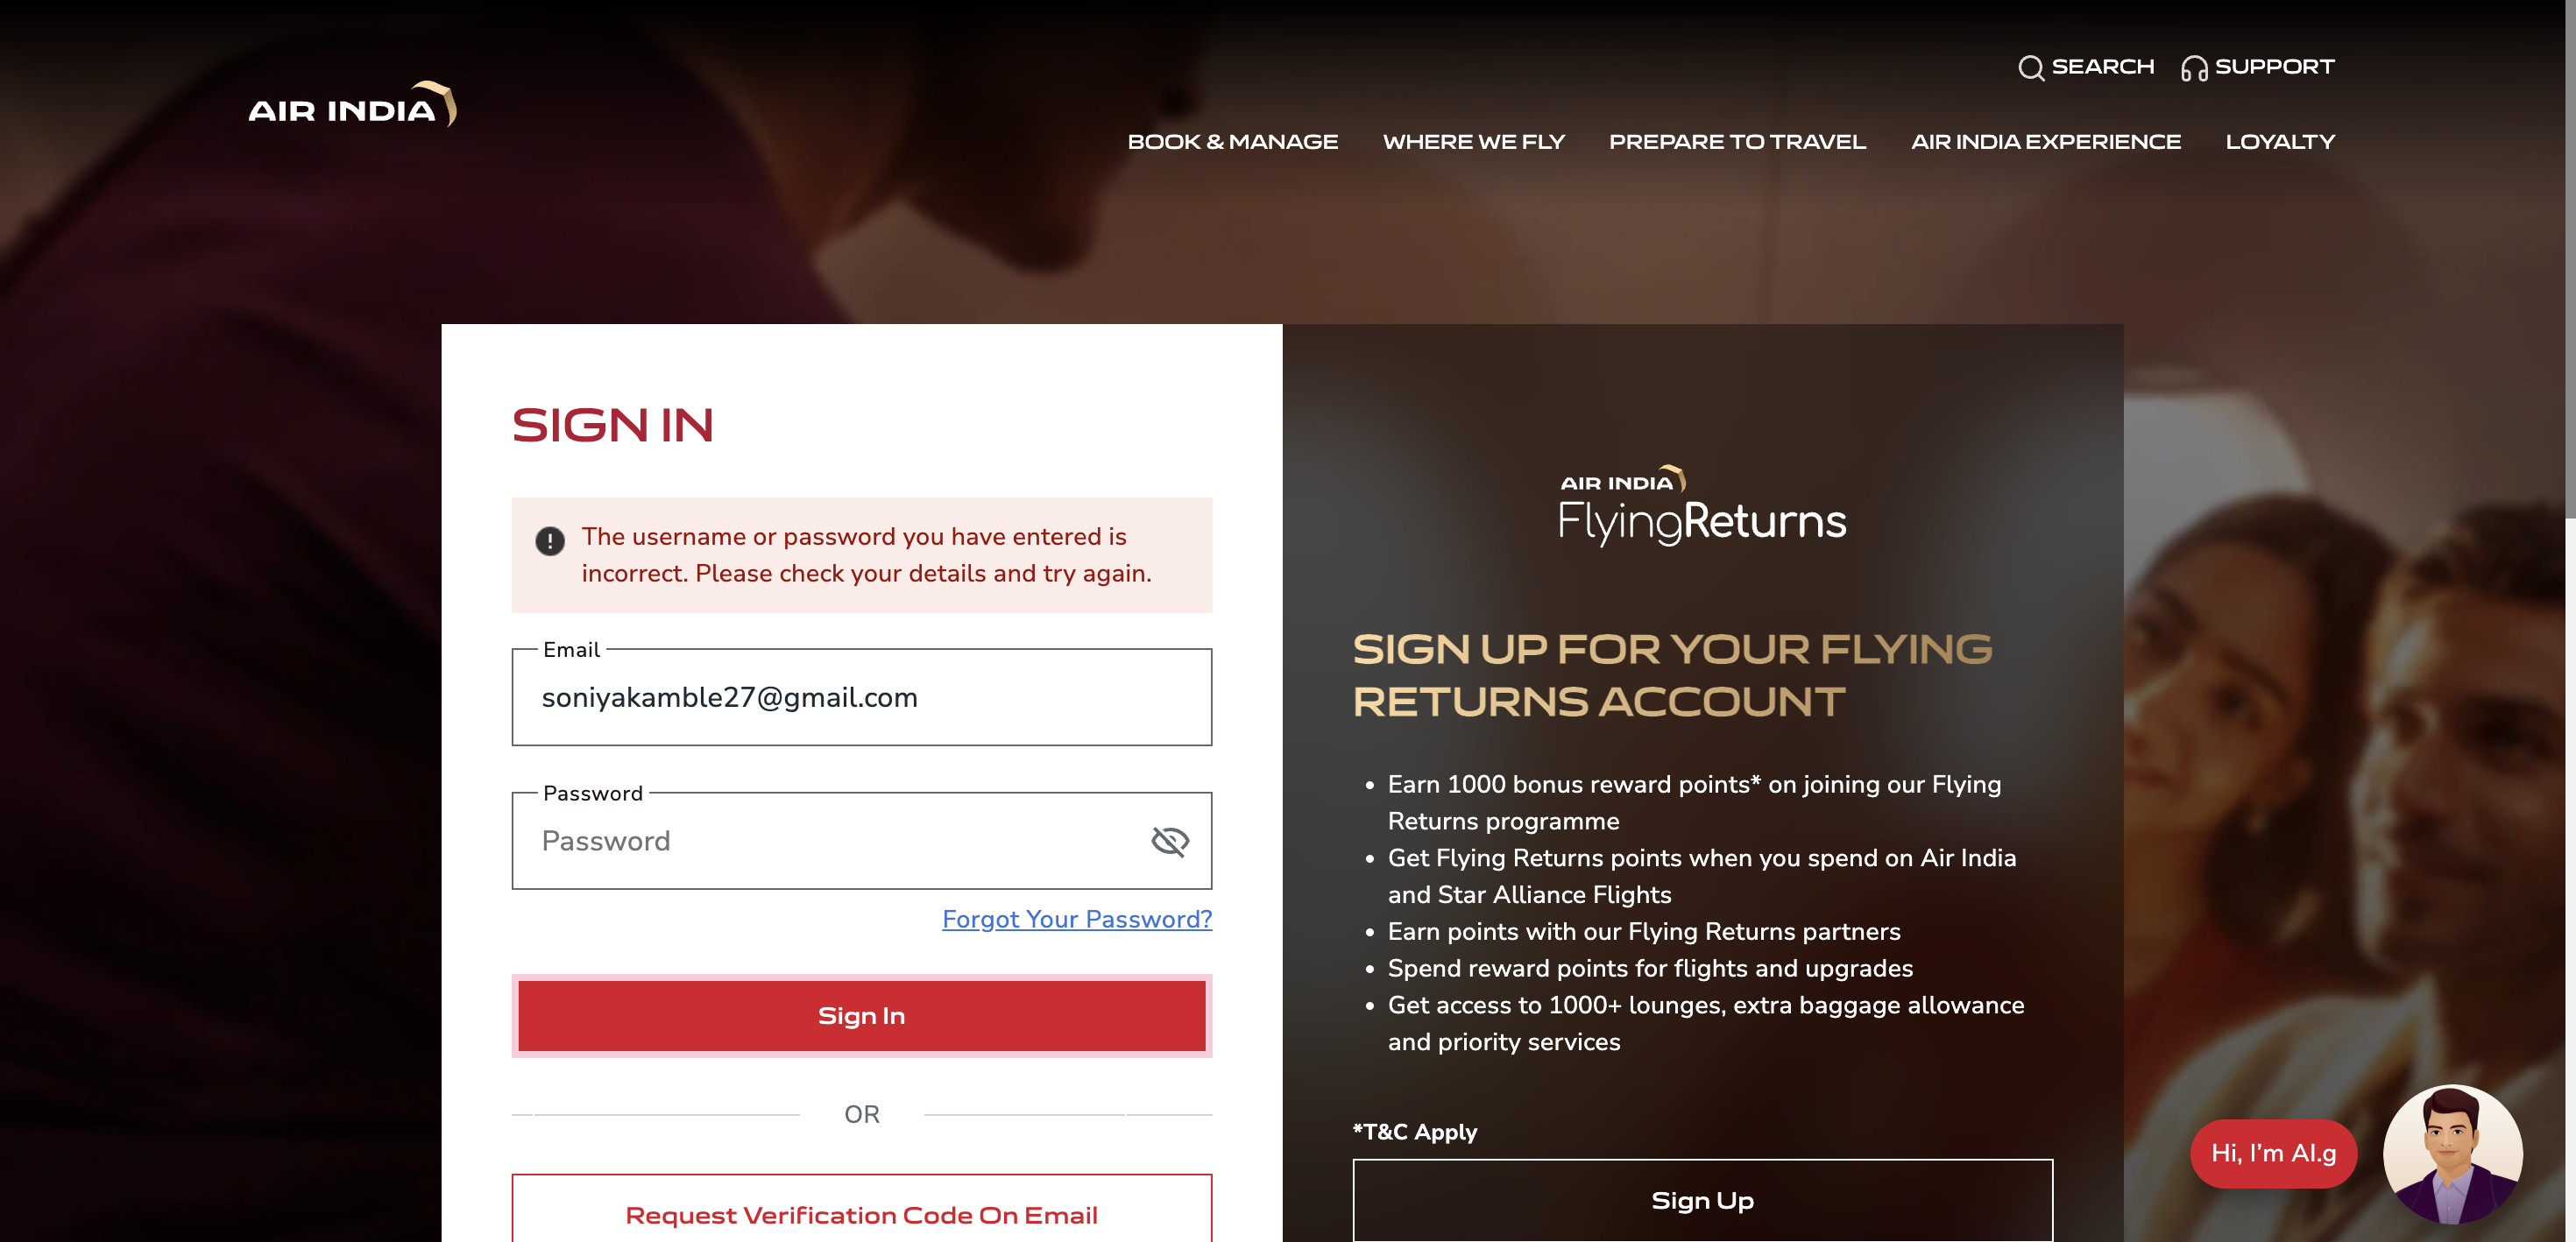 SEARCH SUPPORT
AIR INDIA
BOOK & MANAGE WHERE WE FLY PREPARE TO TRAVEL AIR INDIA EXPERIENCE LOYALTY
SIGN IN
The username or password you have entered is
incorrect. Please check your details and try again.
Email
soniyakamble27@gmail.com
Password
Password
Forgot Your Password?
Sign In
OR
Request Verification Code On Email
AIR INDIA
FlyingReturns
SIGN UP FOR YOUR FLYING
RETURNS ACCOUNT
• Earn 1000 bonus reward points* on joining our Flying
Returns programme
• Get Flying Returns points when you spend on Air India
and Star Alliance Flights
• Earn points with our Flying Returns partners
• Spend reward points for flights and upgrades
• Get access to 1000+ lounges, extra baggage allowance
and priority services
*T&C Apply
Sign Up
Hi, I'm AI.g